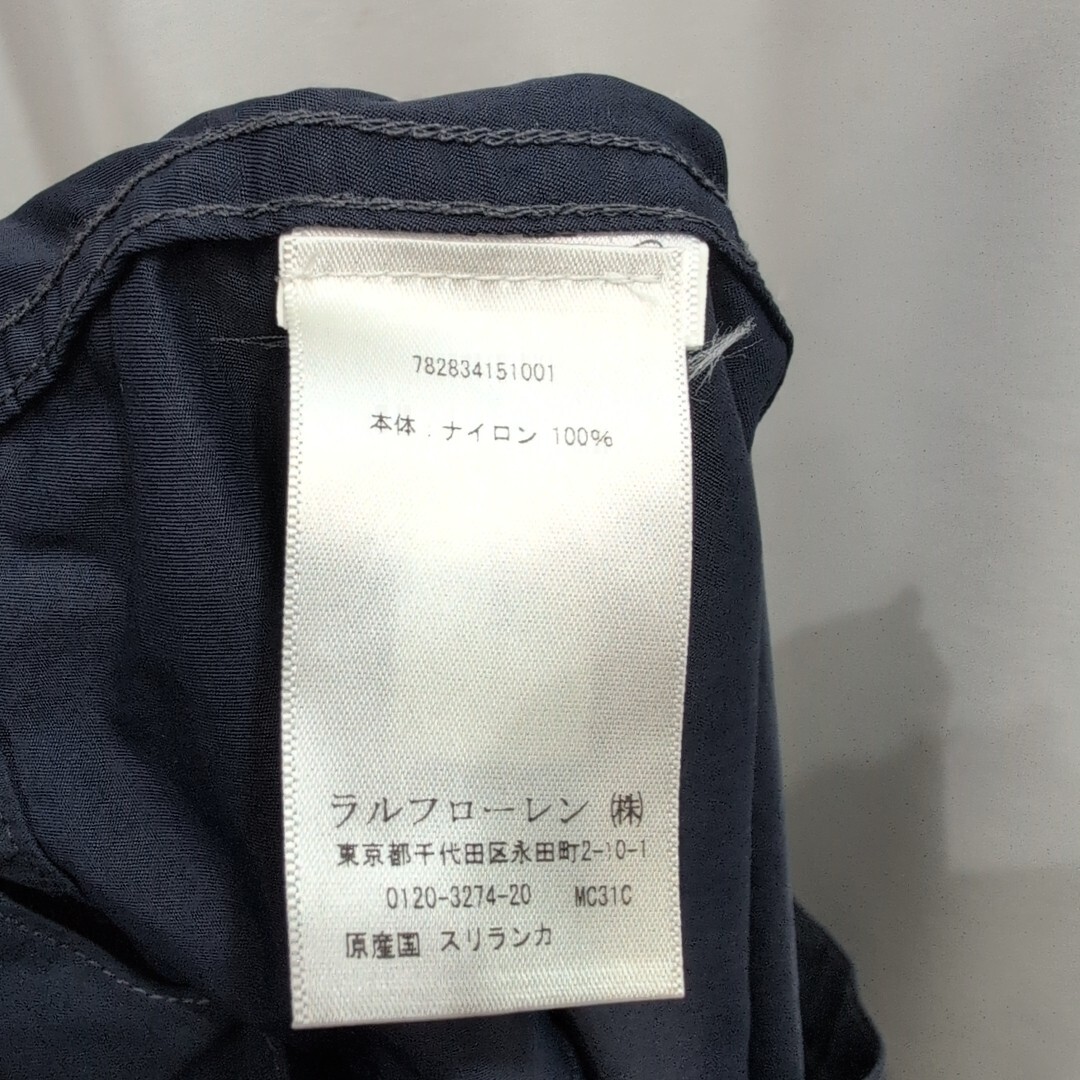 782834151001
本体 : ナイロン 100%
ラルフローレン ㈱
東京都千代田区永田町2-10-1
0120-3274-20 MC31C
原産国 スリランカ